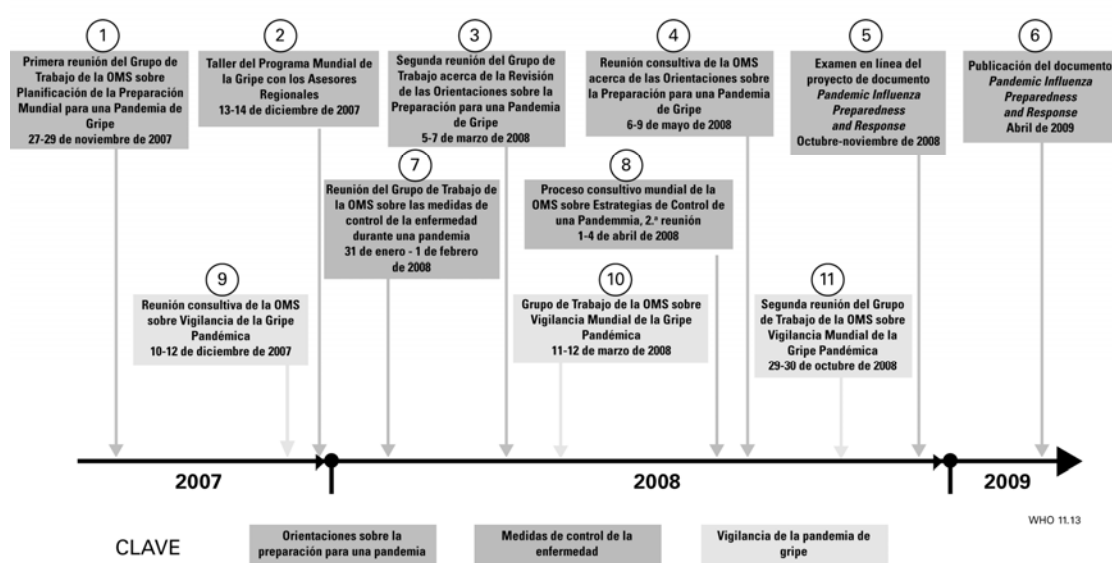 1
Primera reunión del Grupo de
Trabajo de la OMS sobre
Planificación de la Preparación
Mundial para una Pandemia de
Gripe
27-29 de noviembre de 2007
2
Taller del Programa Mundial de
la Gripe con los Asesores
Regionales
13-14 de diciembre de 2007
3
Segunda reunión del Grupo de
Trabajo acerca de la Revisión
de las Orientaciones sobre la
Preparación para una Pandemia
de Gripe
5-7 de marzo de 2008
4
Reunión consultiva de la OMS
acerca de las Orientaciones sobre
la Preparación para una Pandemia
de Gripe
6-9 de mayo de 2008
5
Examen en línea del
proyecto de documento
Pandemic Influenza
Preparedness
and Response
Octubre-noviembre de 2008
6
Publicación del documento
Pandemic Influenza
Preparedness
and Response
Abril de 2009
7
Reunión del Grupo de Trabajo de
la OMS sobre las medidas de
control de la enfermedad
durante una pandemia
31 de enero - 1 de febrero
de 2008
8
Proceso consultivo mundial de la
OMS sobre Estrategias de Control de
una Pandemmia, 2.ª reunión
1-4 de abril de 2008
9
Reunión consultiva de la OMS
sobre Vigilancia de la Gripe
Pandémica
10-12 de diciembre de 2007
10
Grupo de Trabajo de la OMS sobre
Vigilancia Mundial de la Gripe
Pandémica
11-12 de marzo de 2008
11
Segunda reunión del Grupo
de Trabajo de la OMS sobre
Vigilancia Mundial de la
Gripe Pandémica
29-30 de octubre de 2008
2007
2008
2009
WHO 11.13
CLAVE
Orientaciones sobre la
preparación para una pandemia
Medidas de control de la
enfermedad
Vigilancia de la pandemia de
gripe